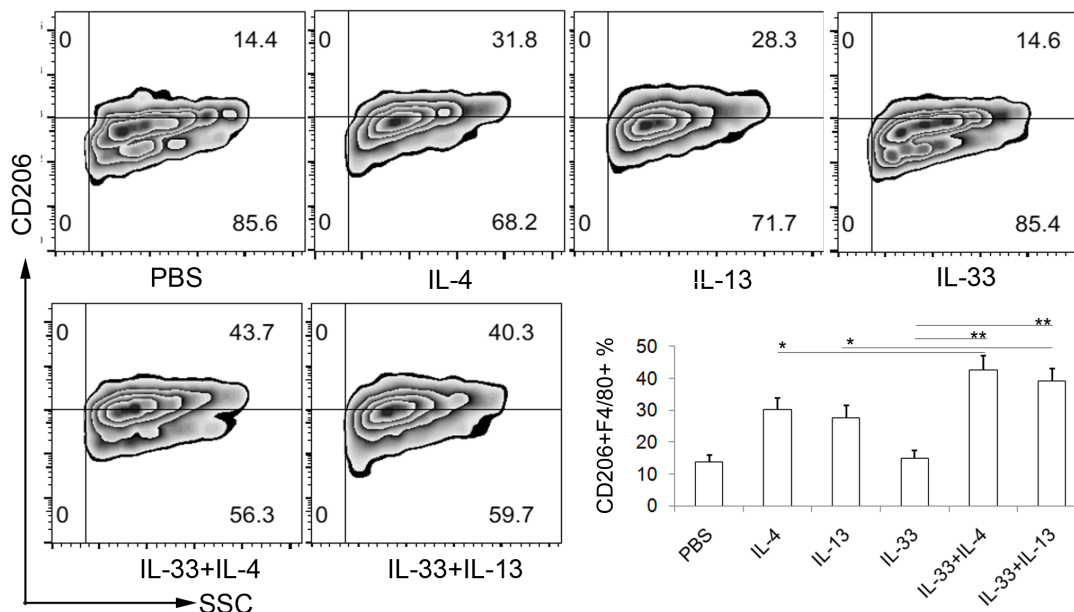 CD206
0 14.4
0 85.6
PBS
0 31.8
0 68.2
IL-4
0 28.3
0 71.7
IL-13
0 14.6
0 85.4
IL-33
0 43.7
0 56.3
IL-33+IL-4
0 40.3
0 59.7
IL-33+IL-13
SSC
CD206+F4/80+ %
50
40
30
20
10
0
* * ** **
PBS
IL-4
IL-13
IL-33
IL-33+IL-4
IL-33+IL-13